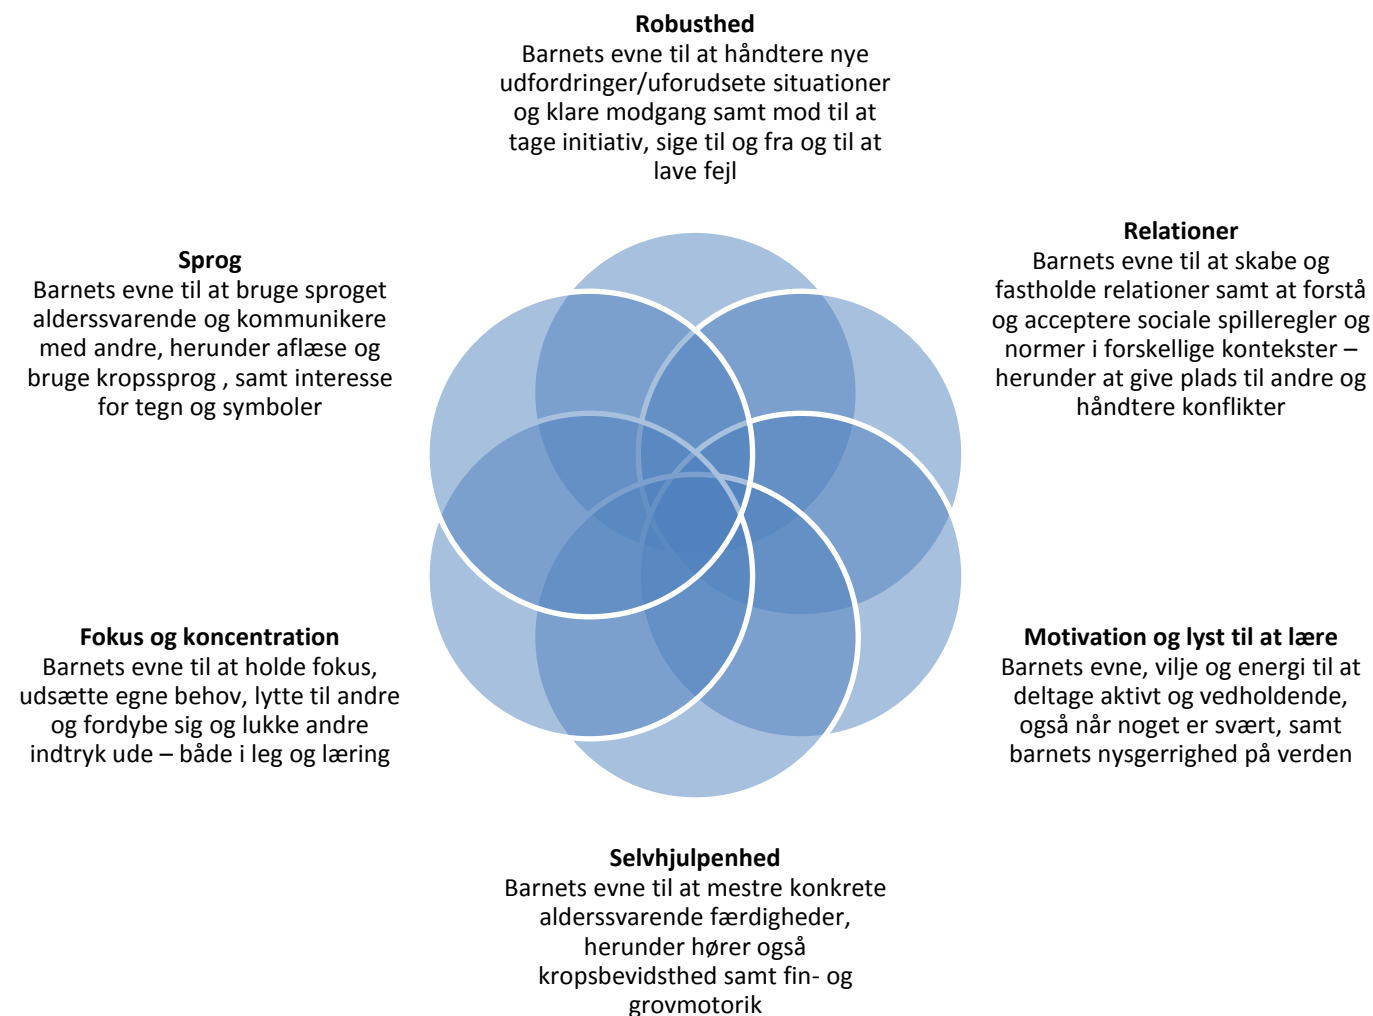 Robusthed
Barnets evne til at håndtere nye
udfordringer/uforudsete situationer
og klare modgang samt mod til at
tage initiativ, sige til og fra og til at
lave fejl
Relationer
Barnets evne til at skabe og
fastholde relationer samt at forstå
og acceptere sociale spilleregler og
normer i forskellige kontekster –
herunder at give plads til andre og
håndtere konflikter
Motivation og lyst til at lære
Barnets evne, vilje og energi til at
deltage aktivt og vedholdende,
også når noget er svært, samt
barnets nysgerrighed på verden
Selvhjulpenhed
Barnets evne til at mestre konkrete
alderssvarende færdigheder,
herunder hører også
kropsbevidsthed samt fin- og
grovmotorik
Fokus og koncentration
Barnets evne til at holde fokus,
udsætte egne behov, lytte til andre
og fordybe sig og lukke andre
indtryk ude – både i leg og læring
Sprog
Barnets evne til at bruge sproget
alderssvarende og kommunikere
med andre, herunder aflæse og
bruge kropssprog , samt interesse
for tegn og symboler